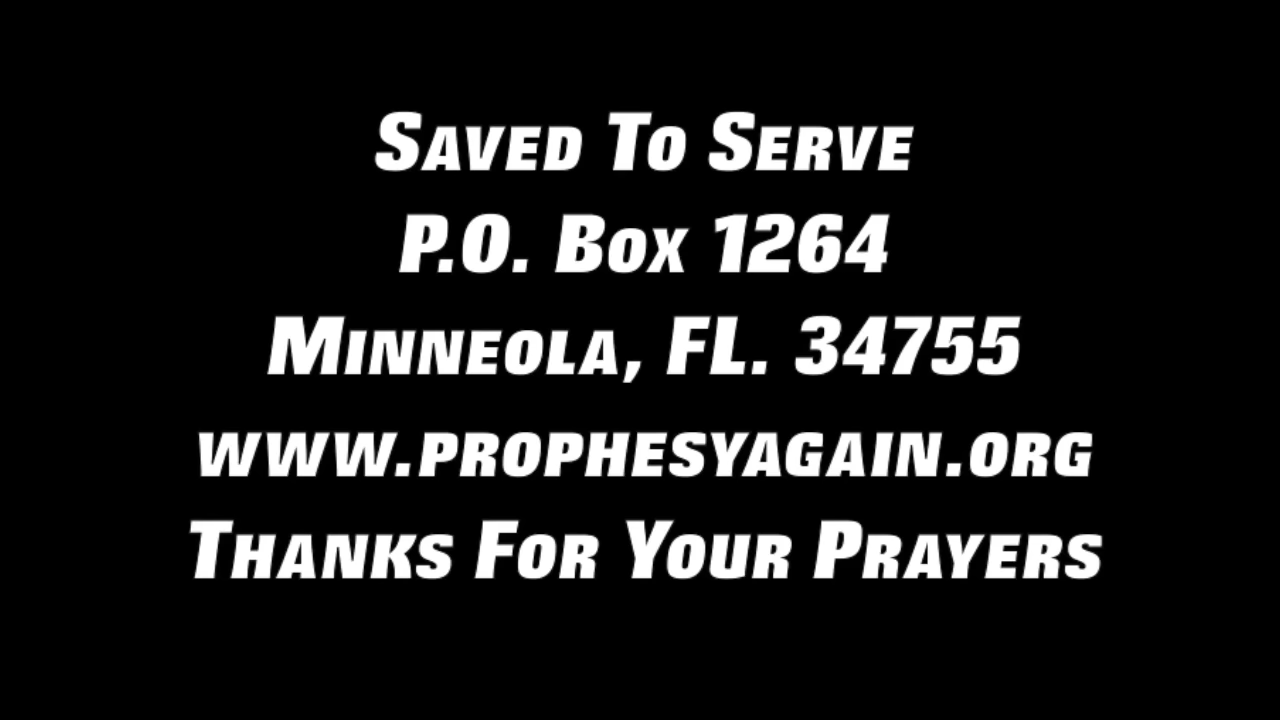 Saved To Serve
P.O. Box 1264
Minneola, FL. 34755
www.prophesyagain.org
Thanks For Your Prayers